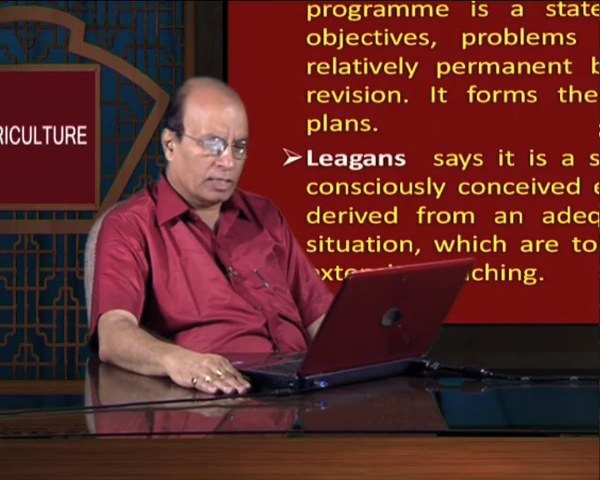 RICULTURE
programme is a state
objectives, problems
relatively permanent b
revision. It forms the
plans.
Leagans says it is a s
consciously conceived e
derived from an adeq
situation, which are to
ching.